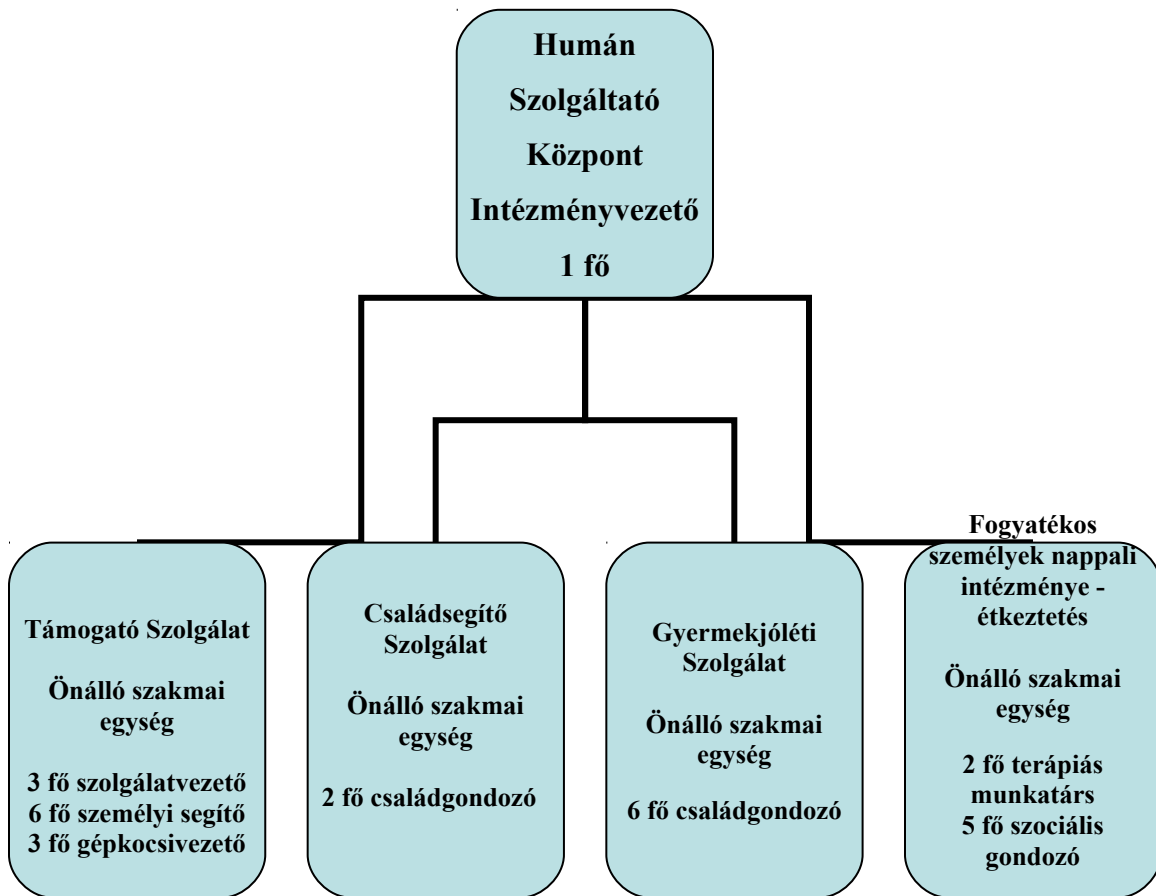 Humán
Szolgáltató
Központ
Intézményvezető
1 fő
Támogató Szolgálat
Önálló szakmai
egység
3 fő szolgálatvezető
6 fő személyi segítő
3 fő gépkocsivezető
Családsegítő
Szolgálat
Önálló szakmai
egység
2 fő családgondozó
Gyermekjóléti
Szolgálat
Önálló szakmai
egység
6 fő családgondozó
Fogyatékos
személyek nappali
intézménye -
étkeztetés
Önálló szakmai
egység
2 fő terápiás
munkatárs
5 fő szociális
gondozó